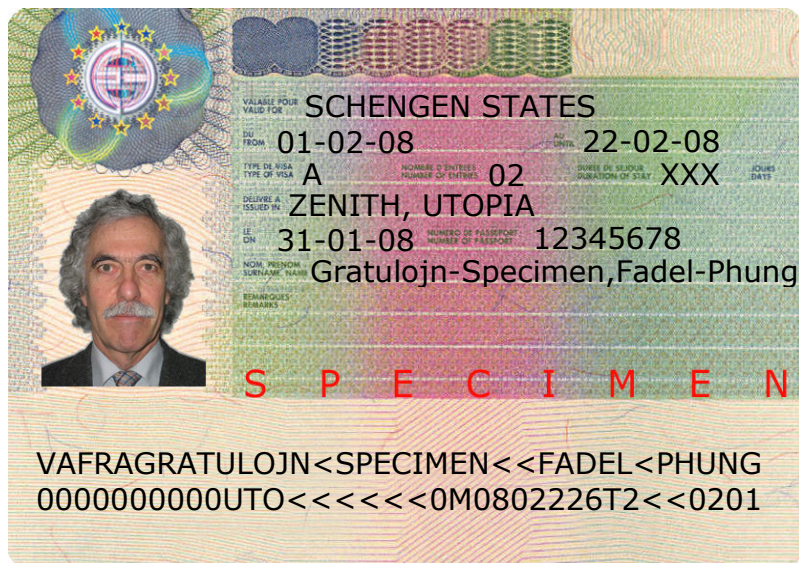 VALABLE POUR
VALID FOR
SCHENGEN STATES
DU
FROM
01-02-08
AU
UNTIL
22-02-08
TYPE DE VISA
TYPE OF VISA
A
NOMBRE D'ENTREES
NUMBER OF ENTRIES
02
DUREE DE SEJOUR
DURATION OF STAY
XXX
JOURS
DAYS
DELIVRE A
ISSUED IN
ZENITH, UTOPIA
LE
ON
31-01-08
NUMERO DE PASSEPORT
NUMBER OF PASSPORT
12345678
NOM, PRENOM
SURNAME, NAME
Gratulojn-Specimen,Fadel-Phung
REMARQUES
REMARKS
S P E C I M E N
VAFRAGRATULOJN<SPECIMEN<<FADEL<PHUNG
0000000000UTO<<<<<<0M0802226T2<<0201